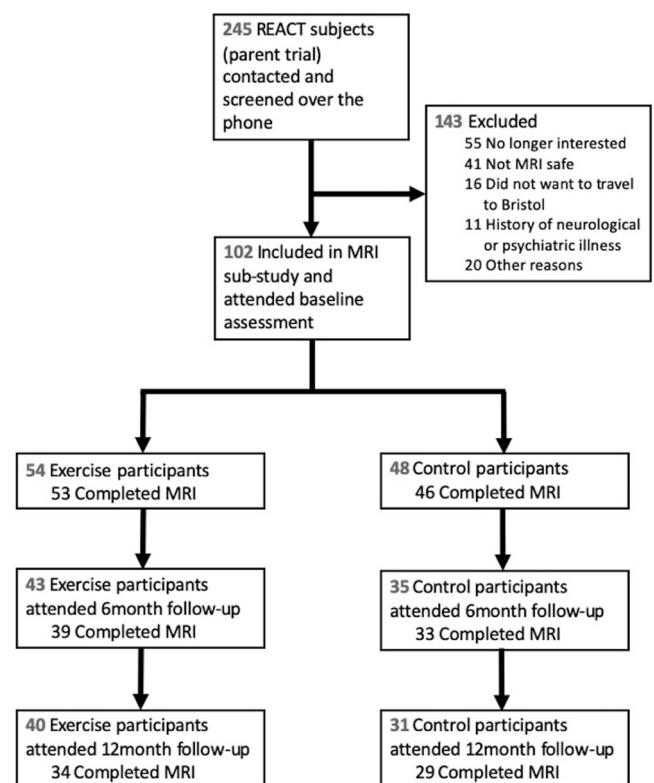 245 REACT subjects
(parent trial)
contacted and
screened over the
phone
143 Excluded
55 No longer interested
41 Not MRI safe
16 Did not want to travel
to Bristol
11 History of neurological
or psychiatric illness
20 Other reasons
102 Included in MRI
sub-study and
attended baseline
assessment
54 Exercise participants
53 Completed MRI
48 Control participants
46 Completed MRI
43 Exercise participants
attended 6month follow-up
39 Completed MRI
35 Control participants
attended 6month follow-up
33 Completed MRI
40 Exercise participants
attended 12month follow-up
34 Completed MRI
31 Control participants
attended 12month follow-up
29 Completed MRI